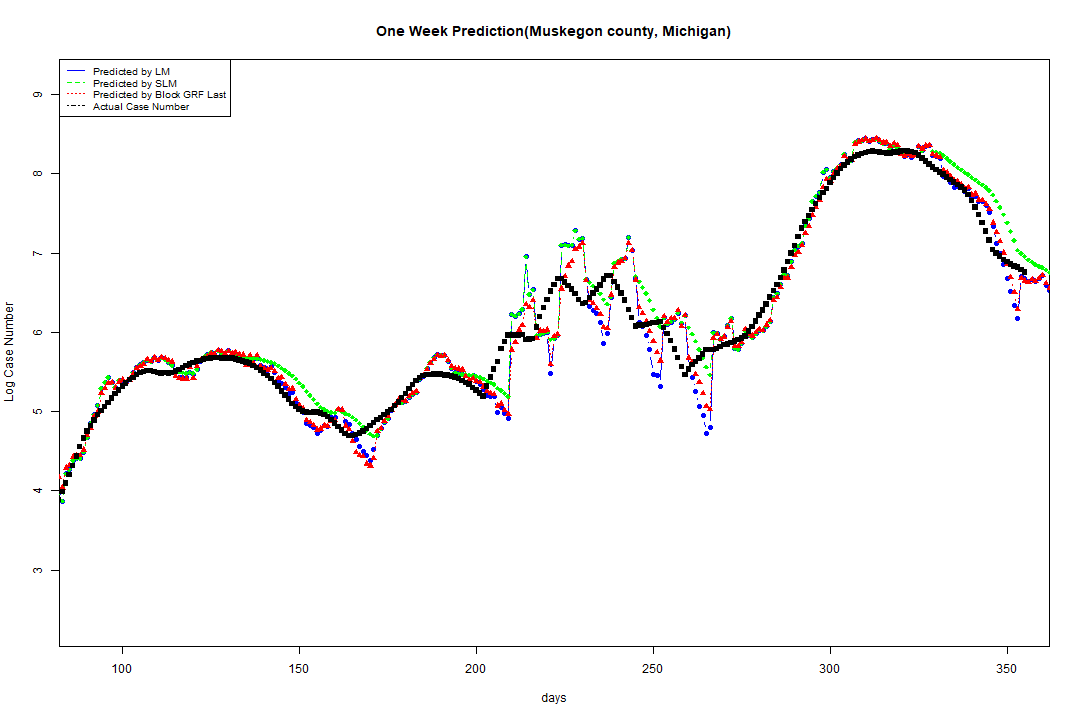 One Week Prediction(Muskegon county, Michigan)
Predicted by LM
Predicted by SLM
Predicted by Block GRF Last
Actual Case Number
9
8
7
6
5
4
3
Log Case Number
100 150 200 250 300 350
days